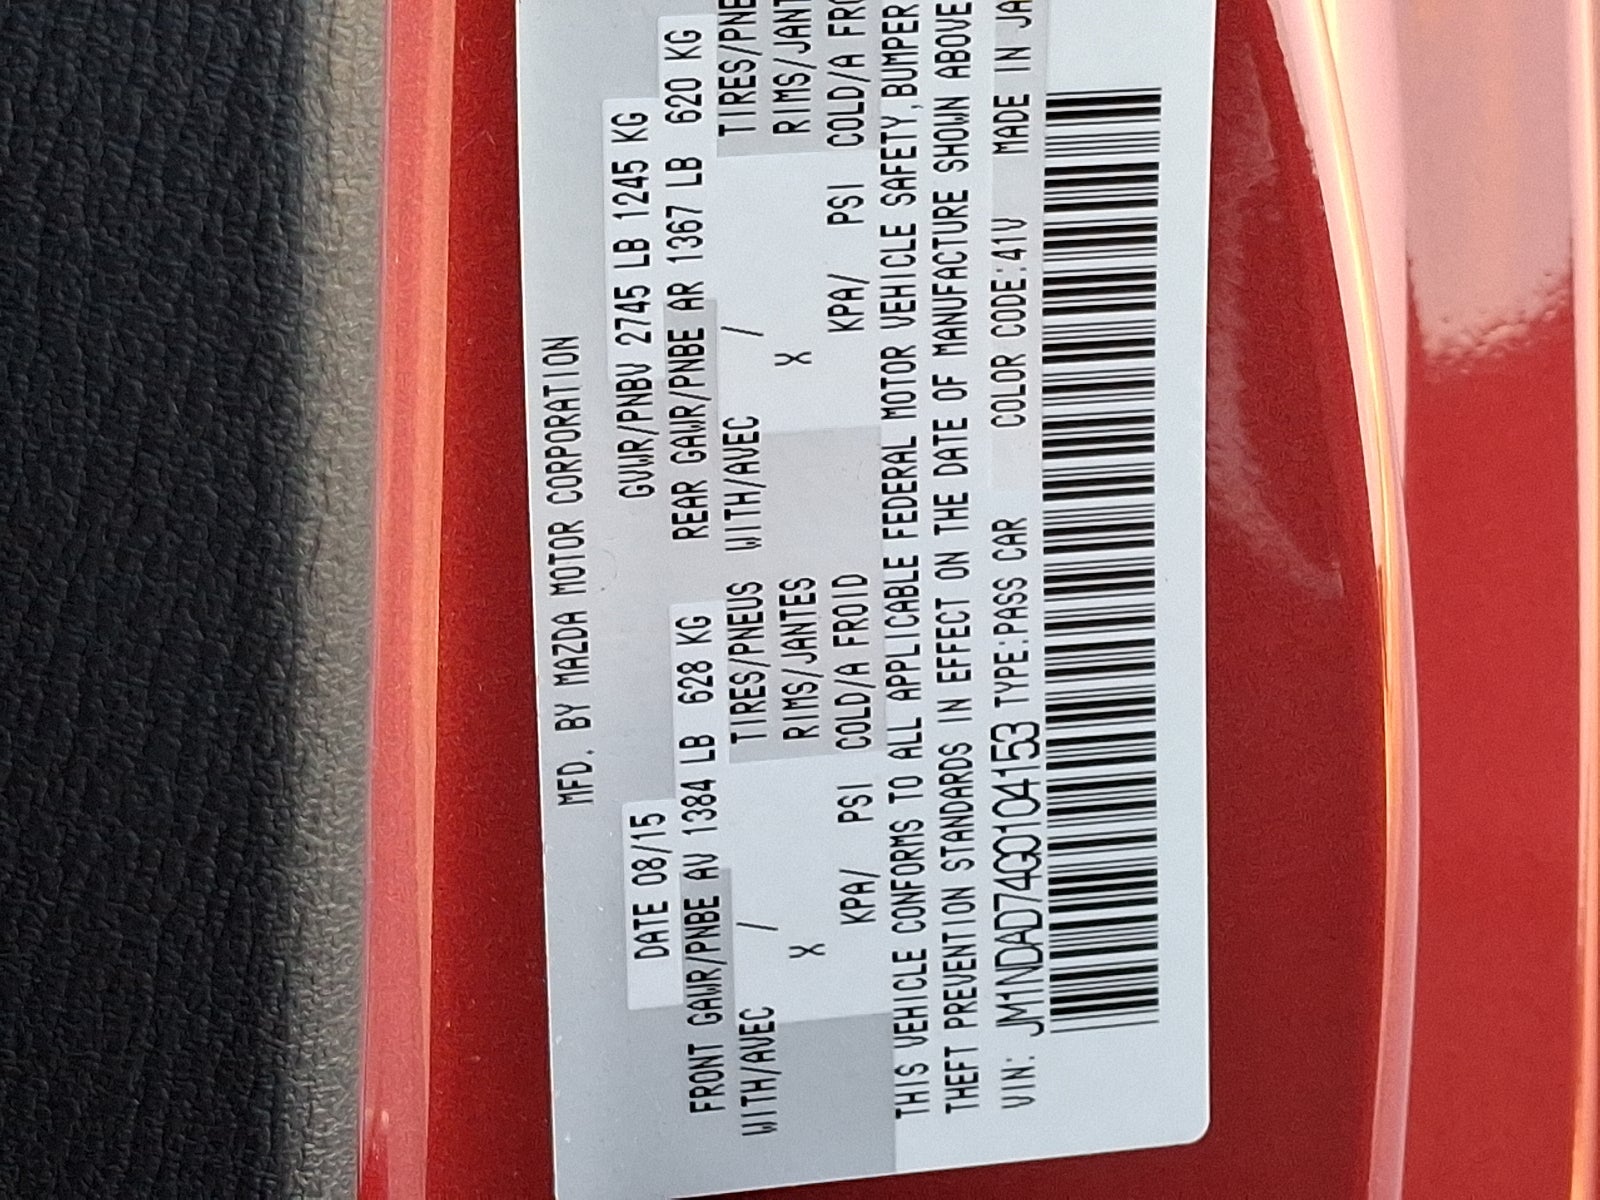 MFD. BY MAZDA MOTOR CORPORATION
DATE 08/15 GVWR/PNBV 2745 LB 1245 KG
FRONT GAWR/PNBE AV 1384 LB 628 KG REAR GAWR/PNBE AR 1367 LB 620 KG
WITH/AVEC / TIRES/PNEUS WITH/AVEC / TIRES/PNE
X RIMS/JANTES X RIMS/JANT
KPA/ PSI COLD/A FROID KPA/ PSI COLD/A FRO
THIS VEHICLE CONFORMS TO ALL APPLICABLE FEDERAL MOTOR VEHICLE SAFETY,BUMPER
THEFT PREVENTION STANDARDS IN EFFECT ON THE DATE OF MANUFACTURE SHOWN ABOVE
VIN: JM1NDAD74G0104153 TYPE:PASS CAR COLOR CODE:41V MADE IN JA